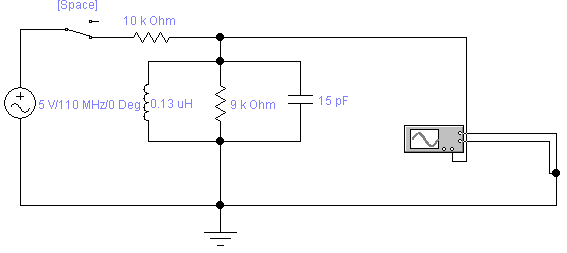 [Space]
10 k Ohm
5 V/110 MHz/0 Deg
0.13 uH
9 k Ohm
15 pF